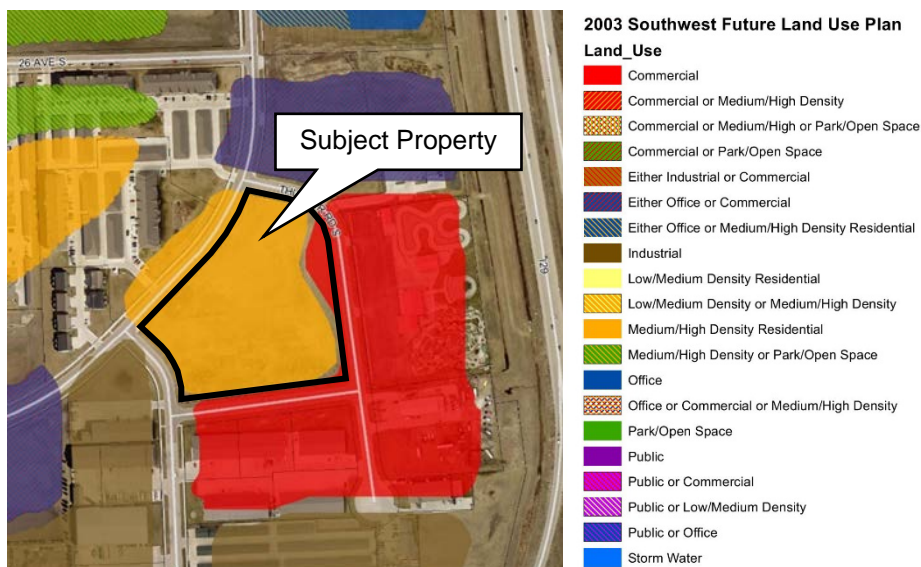 2003 Southwest Future Land Use Plan
Land_Use
Commercial
Commercial or Medium/High Density
Commercial or Medium/High or Park/Open Space
Commercial or Park/Open Space
Either Industrial or Commercial
Either Office or Commercial
Either Office or Medium/High Density Residential
Industrial
Low/Medium Density Residential
Low/Medium Density or Medium/High Density
Medium/High Density Residential
Medium/High Density or Park/Open Space
Office
Office or Commercial or Medium/High Density
Park/Open Space
Public
Public or Commercial
Public or Low/Medium Density
Public or Office
Storm Water
26 AVE S
Subject Property
RD S